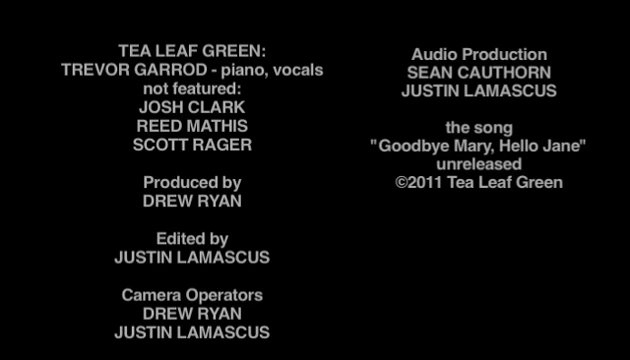 TEA LEAF GREEN:
TREVOR GARROD - piano, vocals
not featured:
JOSH CLARK
REED MATHIS
SCOTT RAGER
Produced by
DREW RYAN
Edited by
JUSTIN LAMASCUS
Camera Operators
DREW RYAN
JUSTIN LAMASCUS
Audio Production
SEAN CAUTHORN
JUSTIN LAMASCUS
the song
"Goodbye Mary, Hello Jane"
unreleased
©2011 Tea Leaf Green